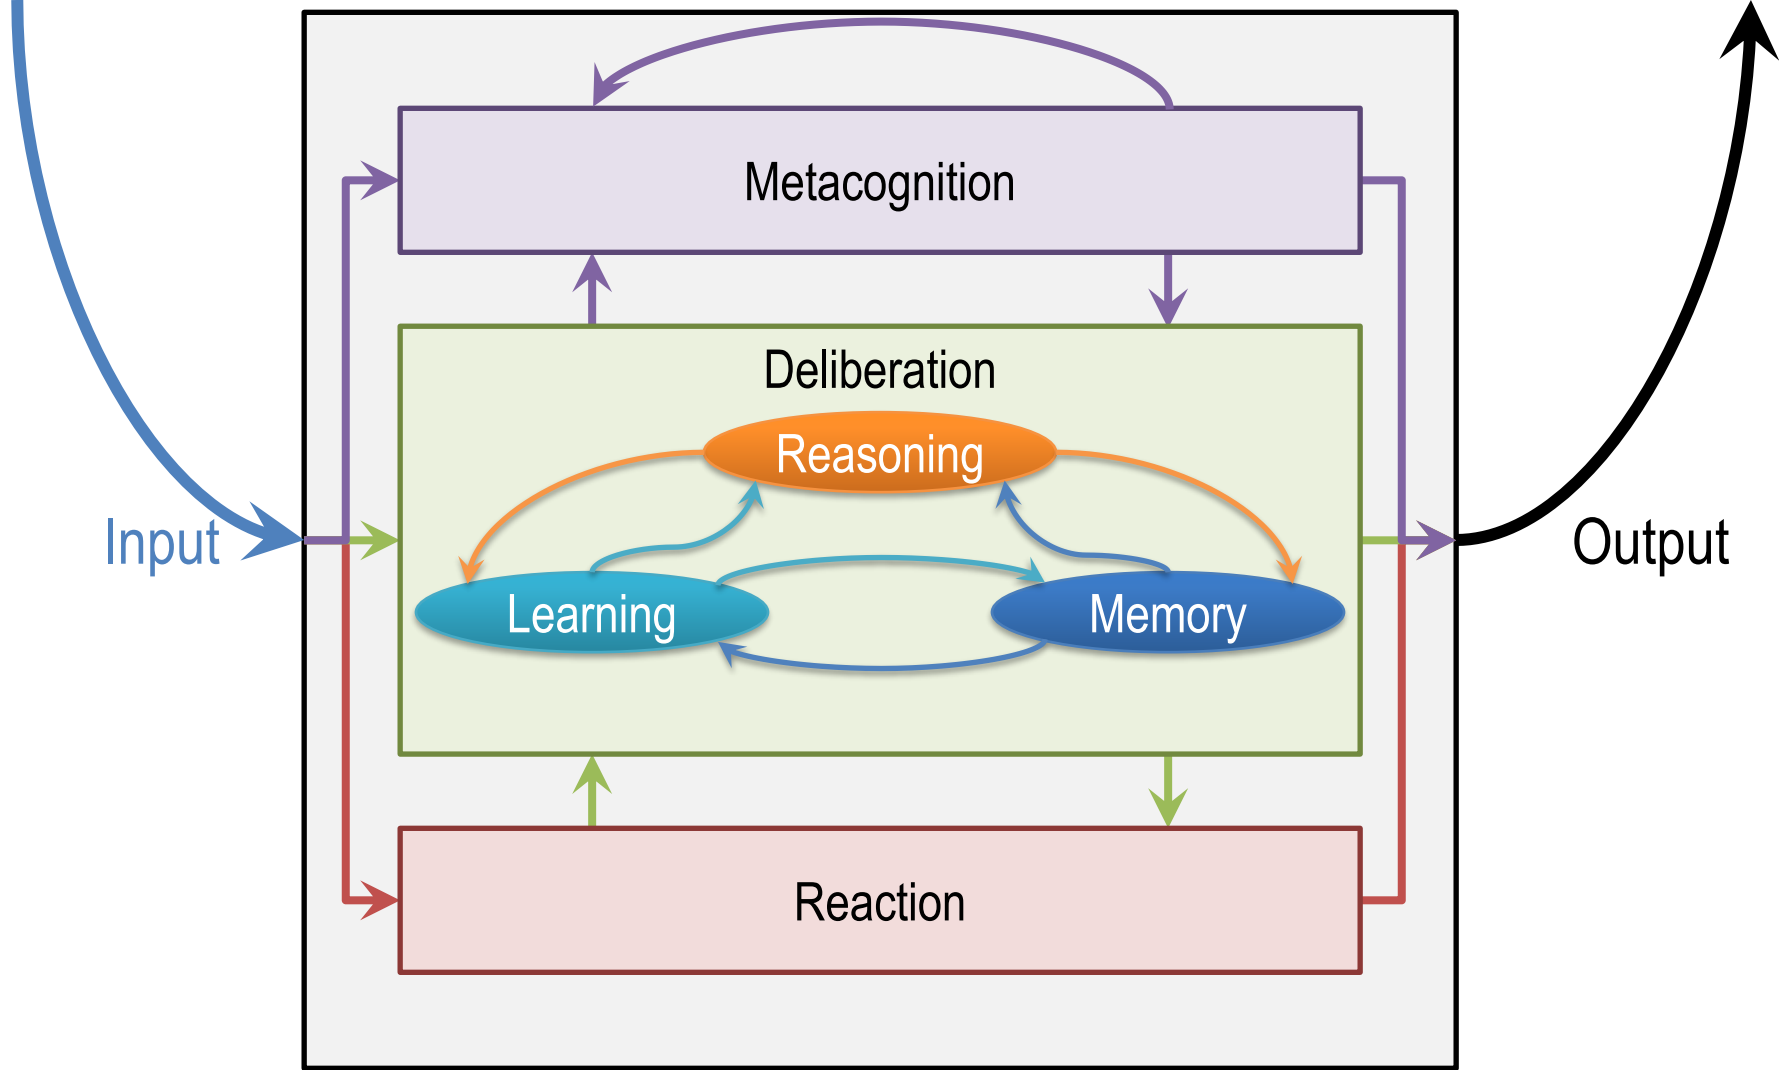 Metacognition
Deliberation
Reasoning
Input
Output
Learning
Memory
Reaction